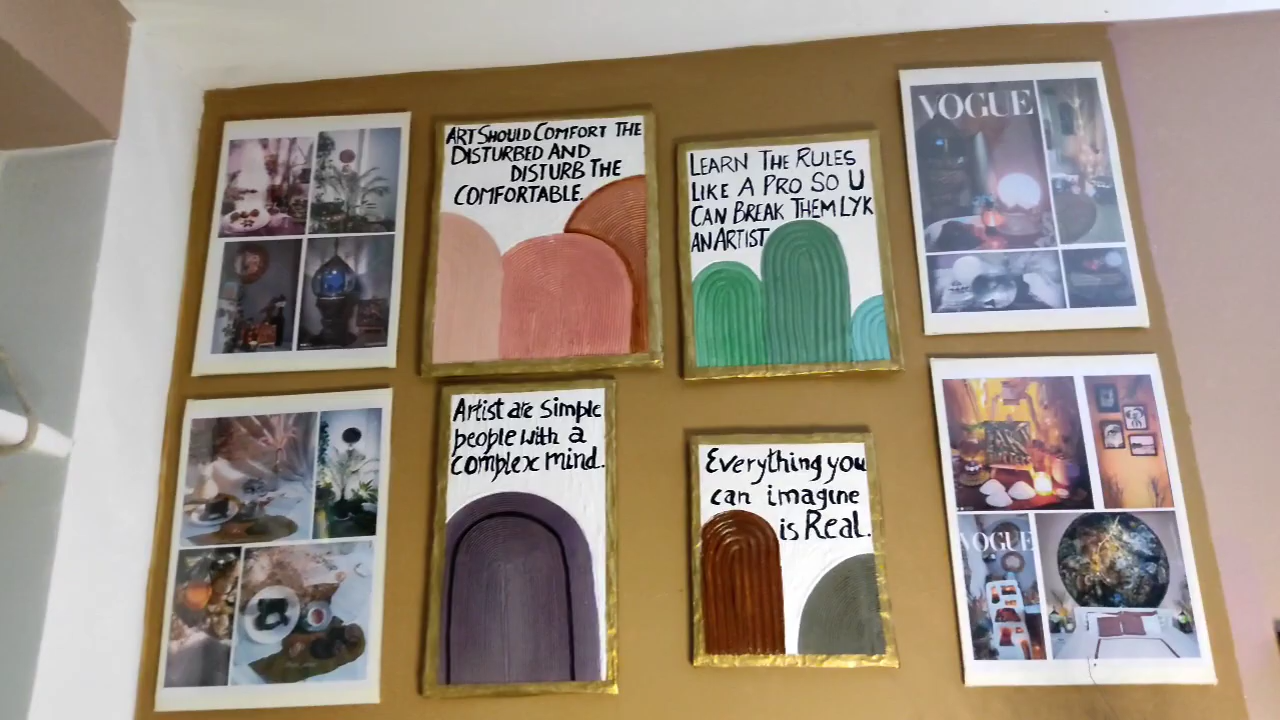 ART SHOULD COMFORT THE
DISTURBED AND
DISTURB THE
COMFORTABLE.
LEARN THE RULES
LIKE A PRO SO U
CAN BREAK THEM LYK
AN ARTIST
VOGUE
Artist are simple
people with a
complex mind.
Everything you
can imagine
is Real.
VOGUE